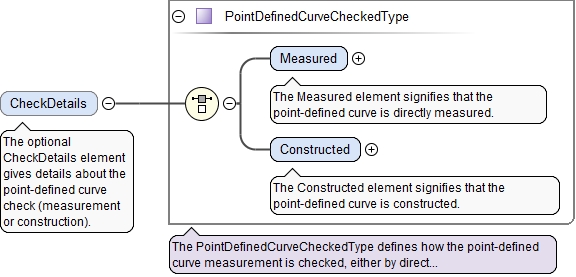 PointDefinedCurveCheckedType
Measured
The Measured element signifies that the
point-defined curve is directly measured.
CheckDetails
The optional
CheckDetails element
gives details about the
point-defined curve
check (measurement
or construction).
Constructed
The Constructed element signifies that the
point-defined curve is constructed.
The PointDefinedCurveCheckedType defines how the point-defined
curve measurement is checked, either by direct...